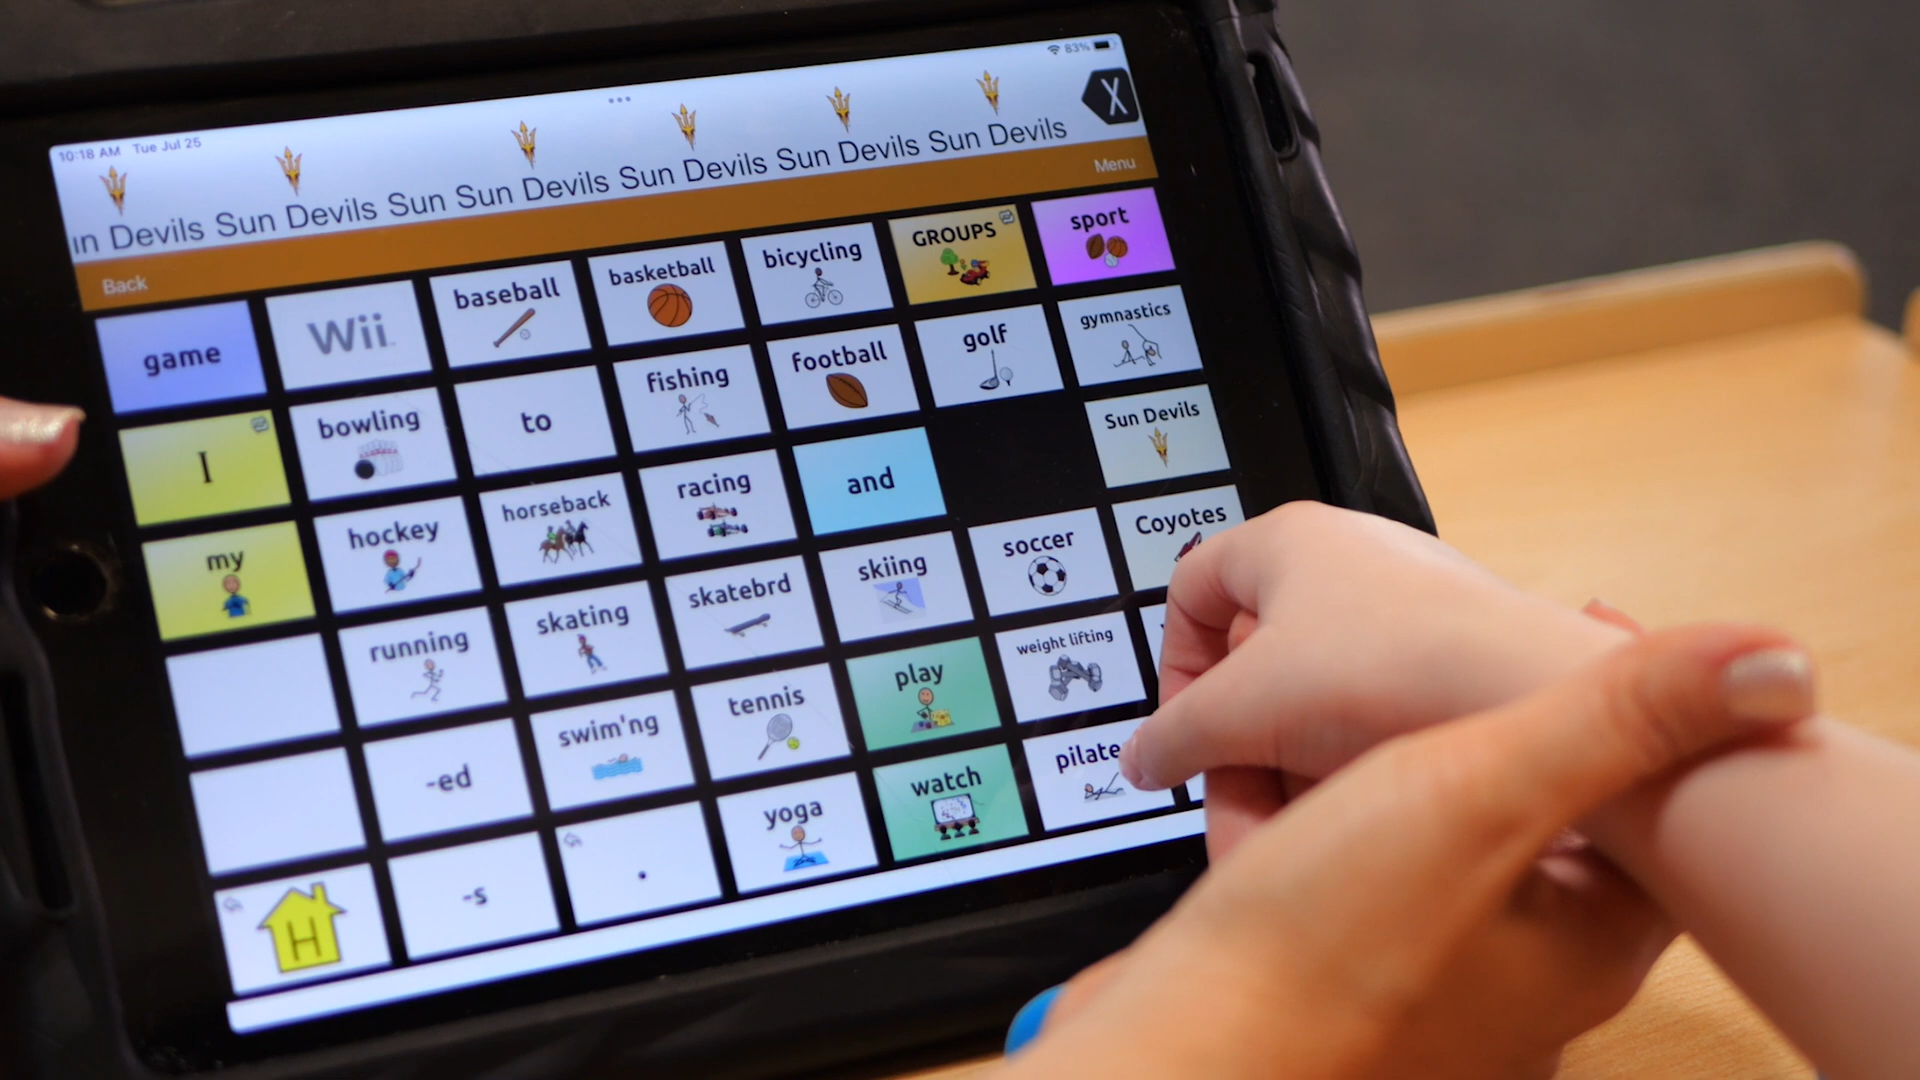 10:18 AM Tue Jul 25
83%
X
Devils Sun Devils Sun Sun Devils Sun Devils Sun Devils Sun Devils
Back
Menu
game
Wii
baseball
basketball
bicycling
GROUPS
sport
I
bowling
to
fishing
football
golf
gymnastics
my
hockey
horseback
racing
and
Sun Devils
running
skating
skatebrd
skiing
soccer
Coyotes
-ed
swim'ng
tennis
play
weight lifting
H
-s
.
yoga
watch